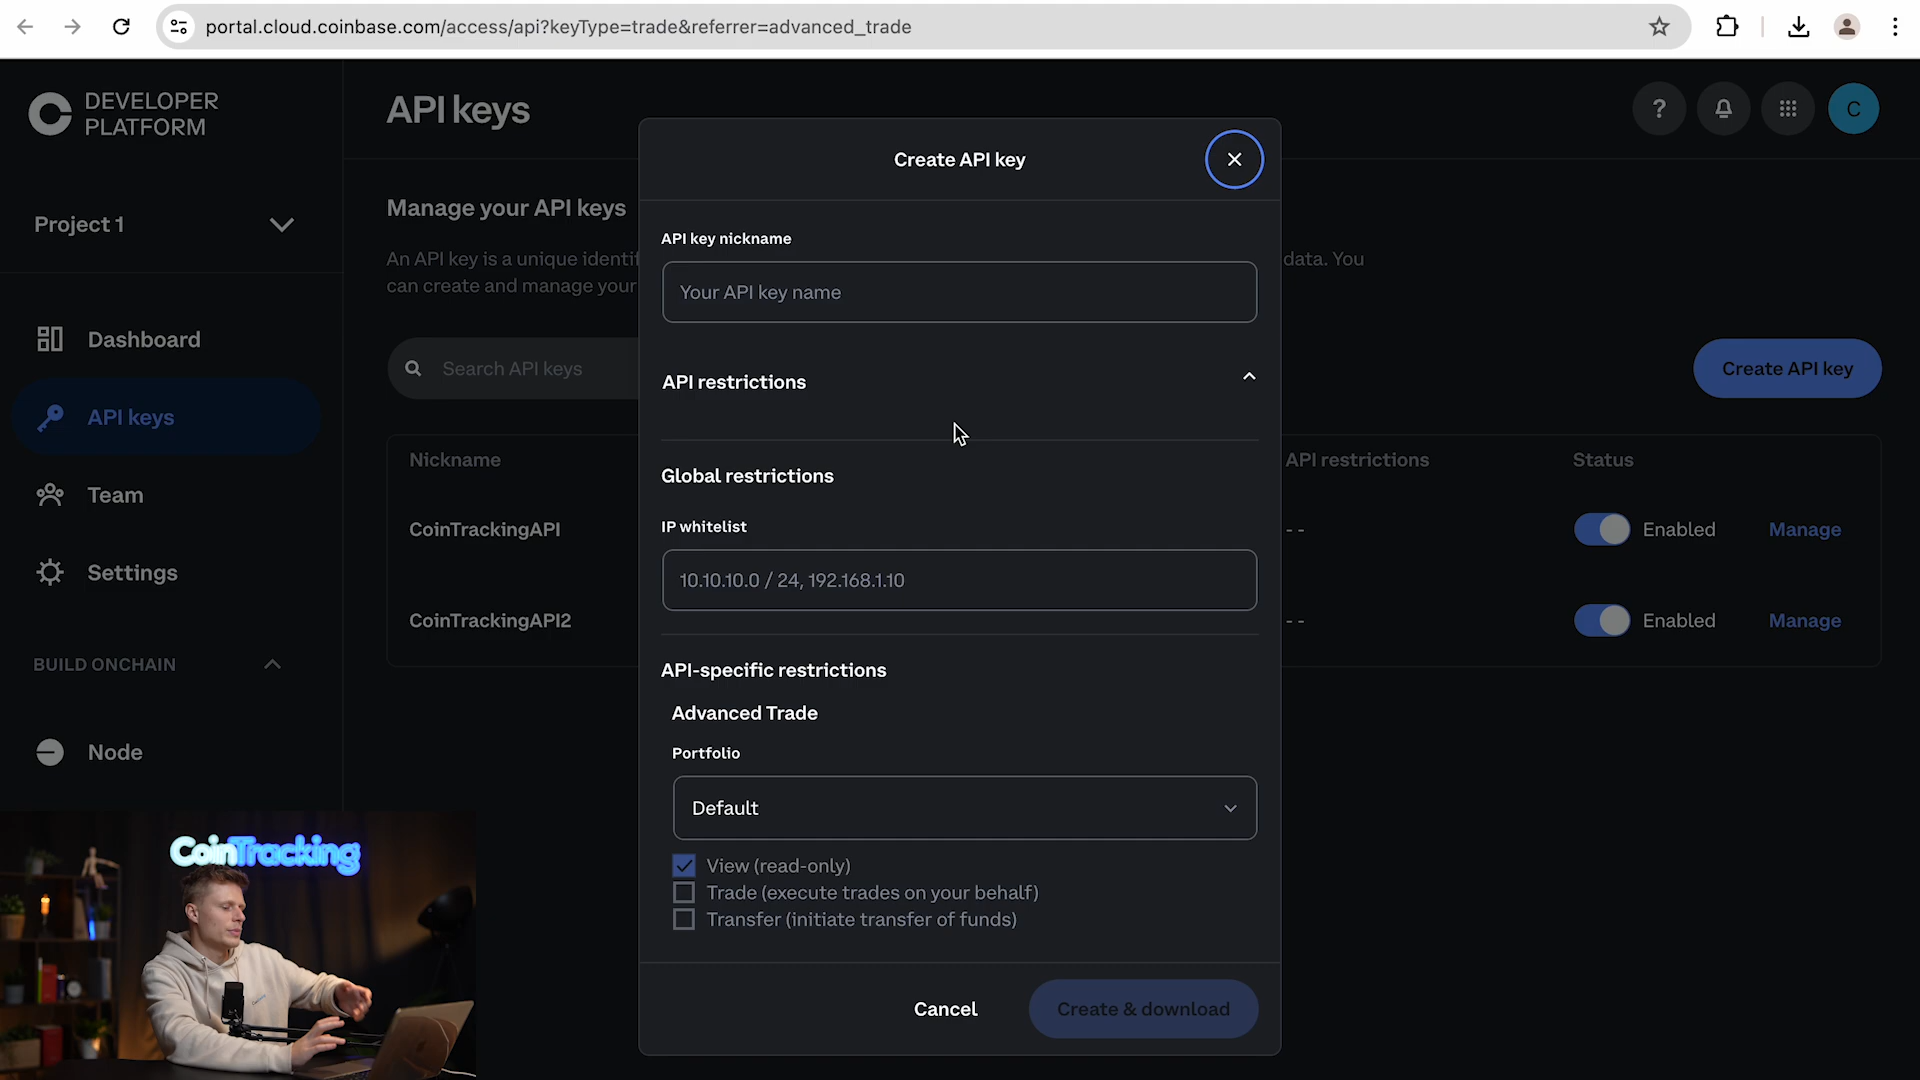 portal.cloud.coinbase.com/access/api?keyType=trade&referrer=advanced_trade
DEVELOPER
PLATFORM
Project 1
Dashboard
API keys
Team
Settings
BUILD ONCHAIN
Node
API keys
?
C
Manage your API keys
An API key is a unique identif
data. You
can create and manage your
Search API keys
Create API key
Nickname
API restrictions
Status
CoinTrackingAPI
- -
Enabled
Manage
CoinTrackingAPI2
- -
Enabled
Manage
Create API key
API key nickname
Your API key name
API restrictions
Global restrictions
IP whitelist
10.10.10.0 / 24, 192.168.1.10
API-specific restrictions
Advanced Trade
Portfolio
Default
View (read-only)
Trade (execute trades on your behalf)
Transfer (initiate transfer of funds)
Cancel
Create & download
CoinTracking